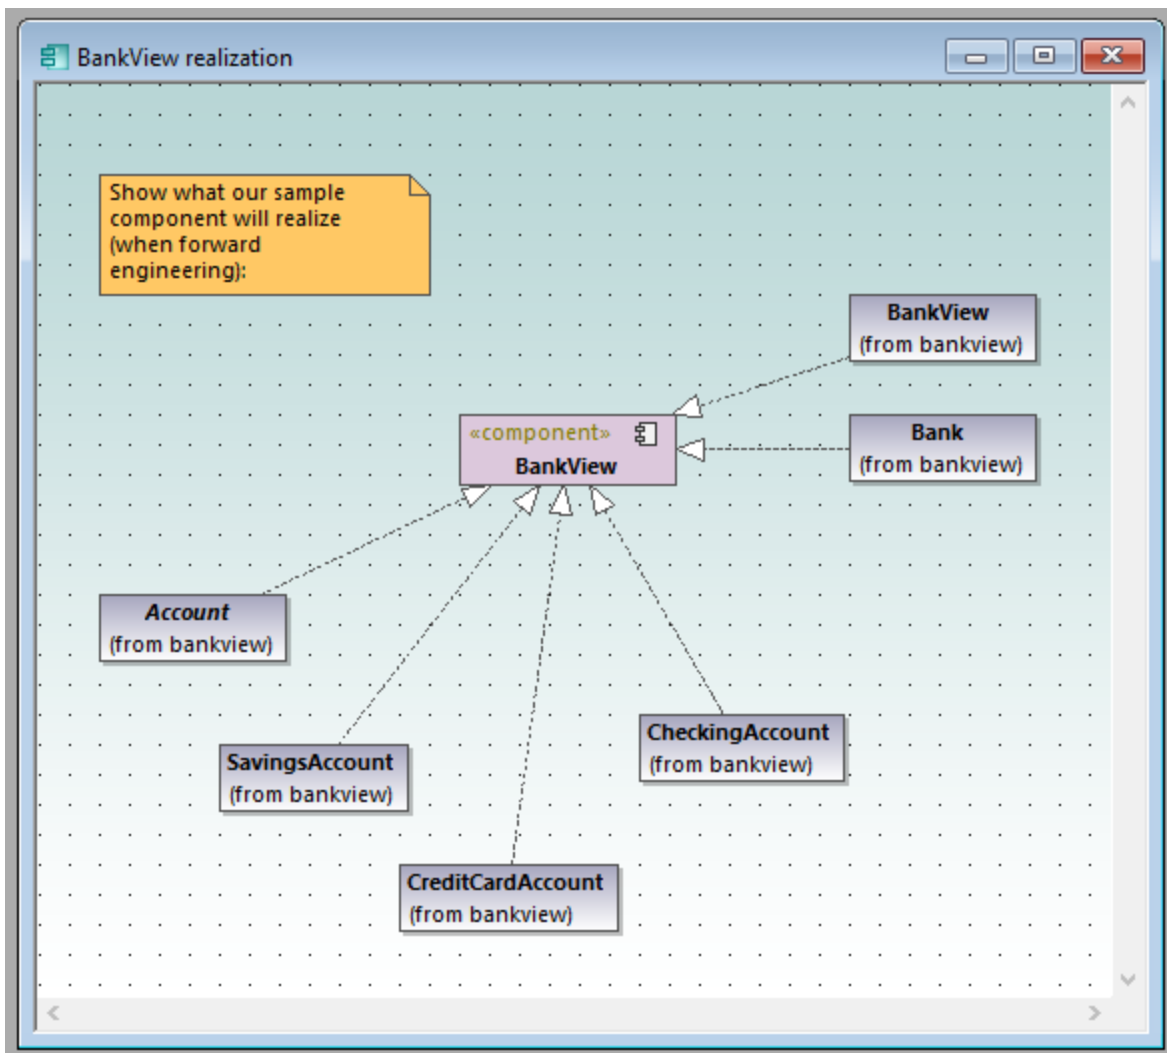 BankView realization
Show what our sample
component will realize
(when forward
engineering):
BankView
(from bankview)
«component»
BankView
Bank
(from bankview)
Account
(from bankview)
CheckingAccount
(from bankview)
SavingsAccount
(from bankview)
CreditCardAccount
(from bankview)